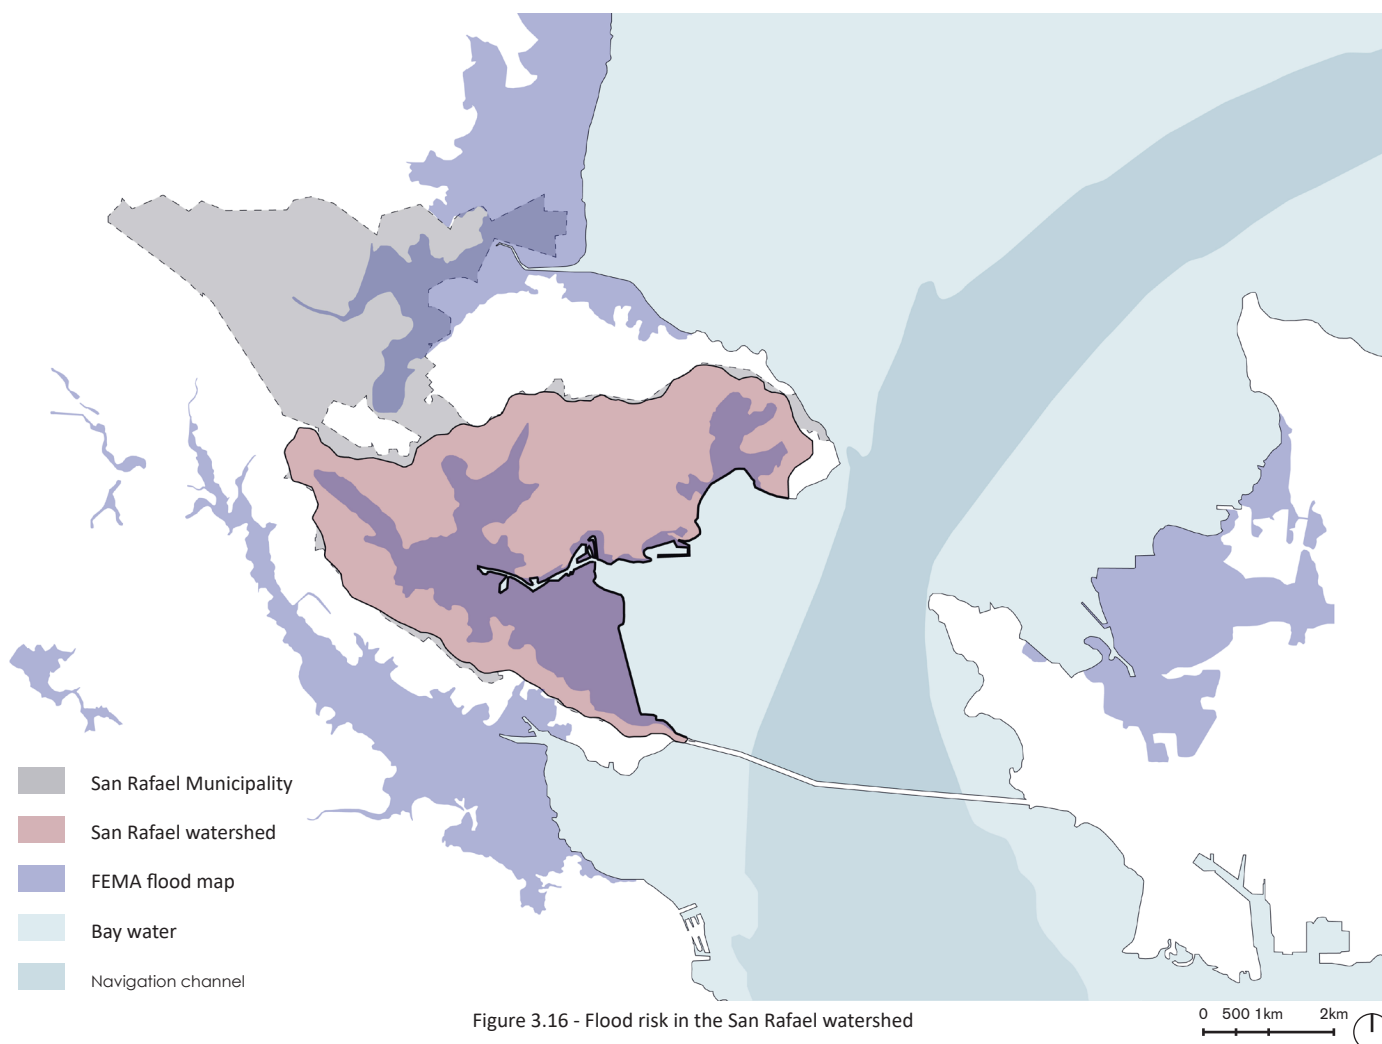 San Rafael Municipality
San Rafael watershed
FEMA flood map
Bay water
Navigation channel
Figure 3.16 - Flood risk in the San Rafael watershed
0 500 1km 2km